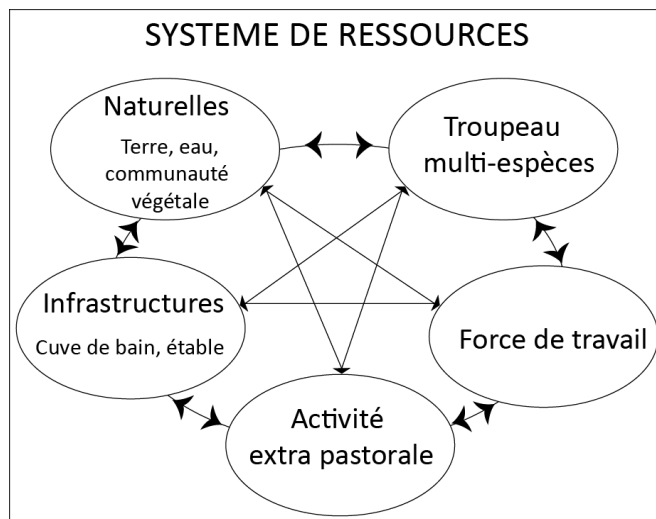 SYSTEME DE RESSOURCES
Naturelles
Terre, eau,
communauté
végétale
Troupeau
multi-espèces
Infrastructures
Cuve de bain, étable
Force de travail
Activité
extra pastorale